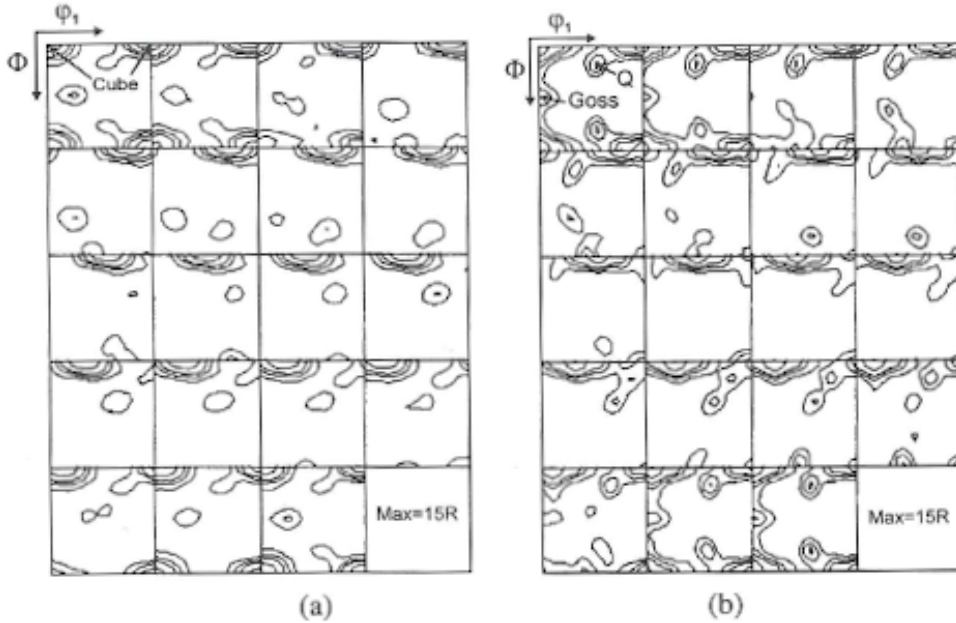 φ₁
φ₁
Φ
Φ
Cube
Q
Goss
Max=15R
Max=15R
(a)
(b)